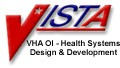 VISTA
VHA OI - Health Systems
Design & Development